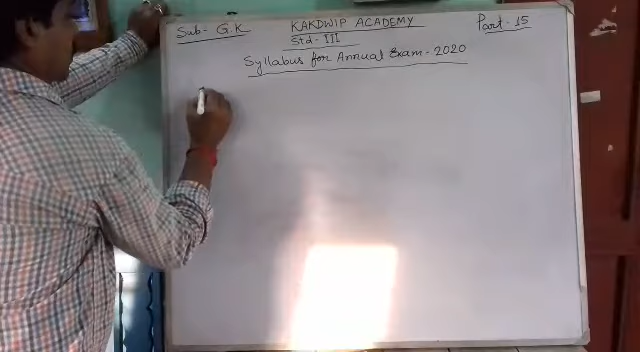 Sub- G.K KAKDWIP ACADEMY Part-15
Std- III
Syllabus for Annual Exam-2020